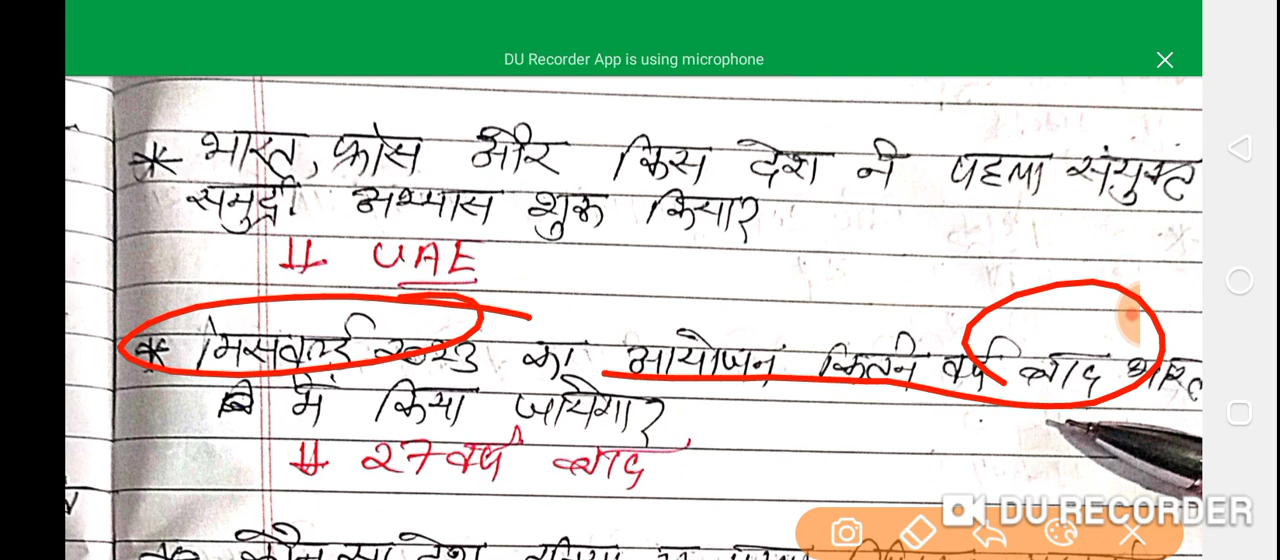 DU Recorder App is using microphone
* भारत, फ्रांस और किस देश ने पहला संयुक्त
समुद्री अभ्यास शुरू किया?
⇓ UAE
* मिसवर्ल्ड 2023 का आयोजन कितने वर्ष बाद भारत
में किया जायेगा?
⇓ 27 वर्ष बाद
DU RECORDER